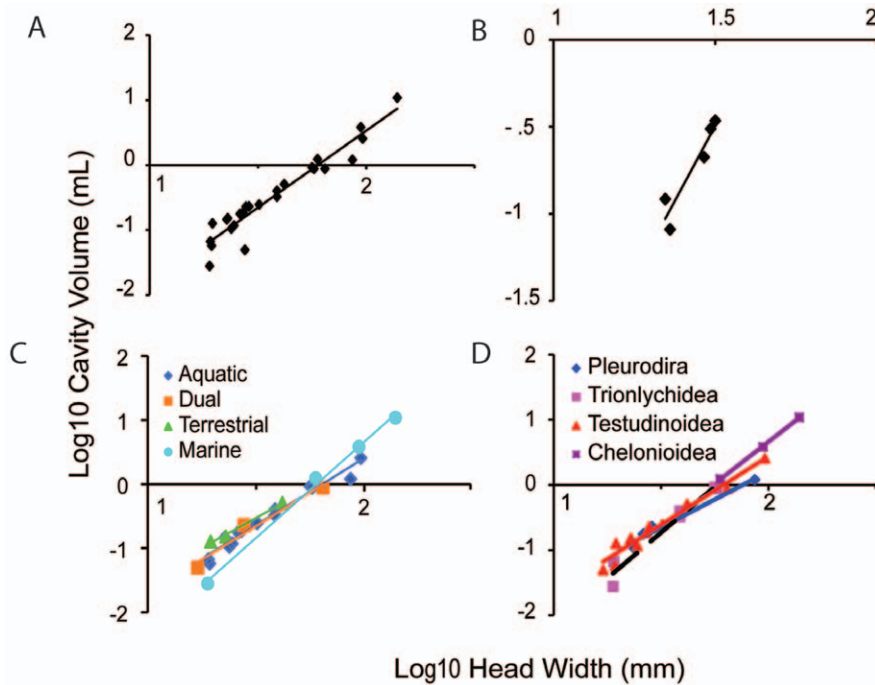 A
2
1
0
-1
-2
1
2
B
1
1.5
2
0
- .5
-1
-1.5
Log10 Cavity Volume (mL)
C
2
1
0
-1
-2
1
2
Aquatic
Dual
Terrestrial
Marine
D
2
1
0
-1
-2
1
2
Pleurodira
Trionlychidea
Testudinoidea
Chelonioidea
Log10 Head Width (mm)